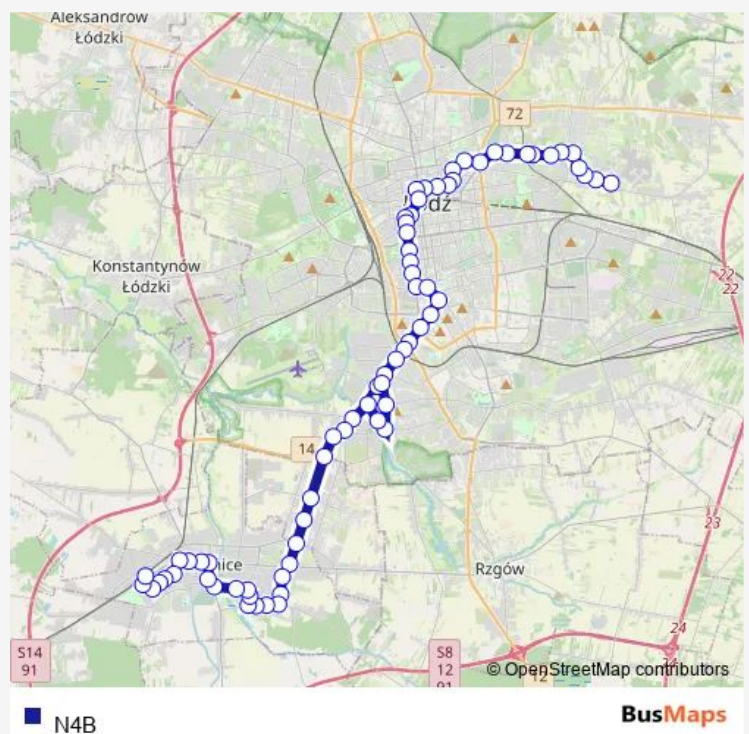 Aleksandrów
Łódzki
72
Konstantynów
Łódzki
22
22
14
23
nice
Rzgów
24
S14
91
S8
12
91
12
© OpenStreetMap contributors
N4B
BusMaps